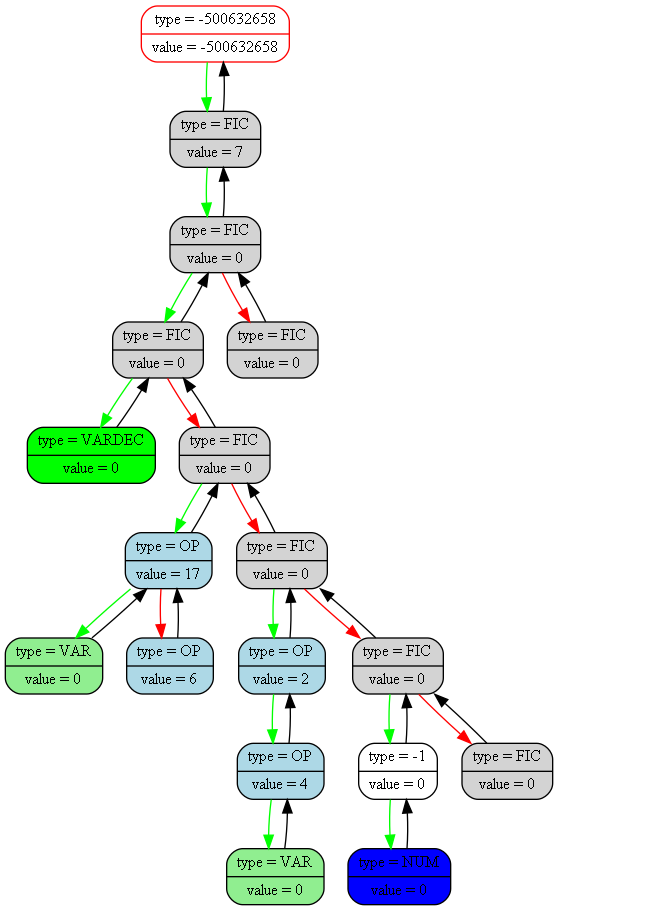 type = -500632658
value = -500632658
type = FIC
value = 7
type = FIC
value = 0
type = FIC
value = 0
type = FIC
value = 0
type = VARDEC
value = 0
type = FIC
value = 0
type = OP
value = 17
type = FIC
value = 0
type = VAR
value = 0
type = OP
value = 6
type = OP
value = 2
type = FIC
value = 0
type = OP
value = 4
type = -1
value = 0
type = FIC
value = 0
type = VAR
value = 0
type = NUM
value = 0